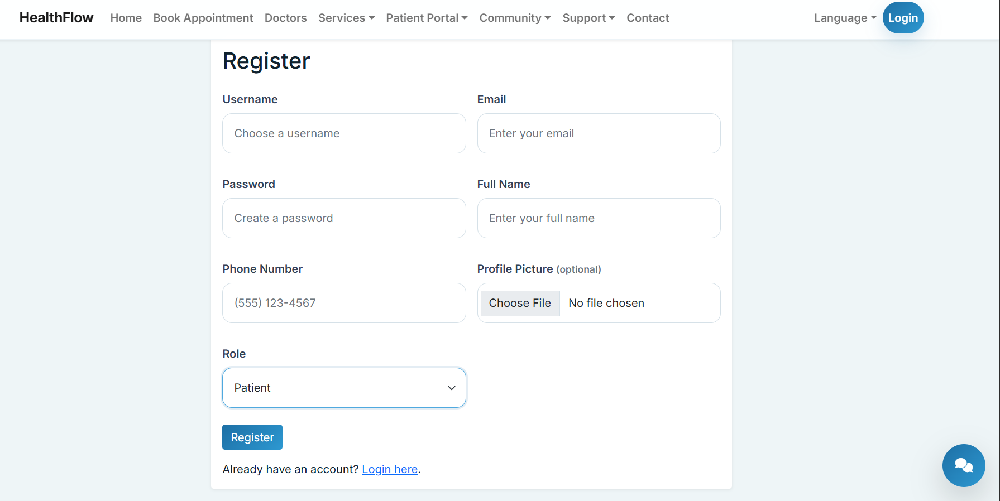 HealthFlow Home Book Appointment Doctors Services Patient Portal Community Support Contact Language Login
Register
Username Email
Choose a username Enter your email
Password Full Name
Create a password Enter your full name
Phone Number Profile Picture (optional)
(555) 123-4567 Choose File No file chosen
Role
Patient
Register
Already have an account? Login here.